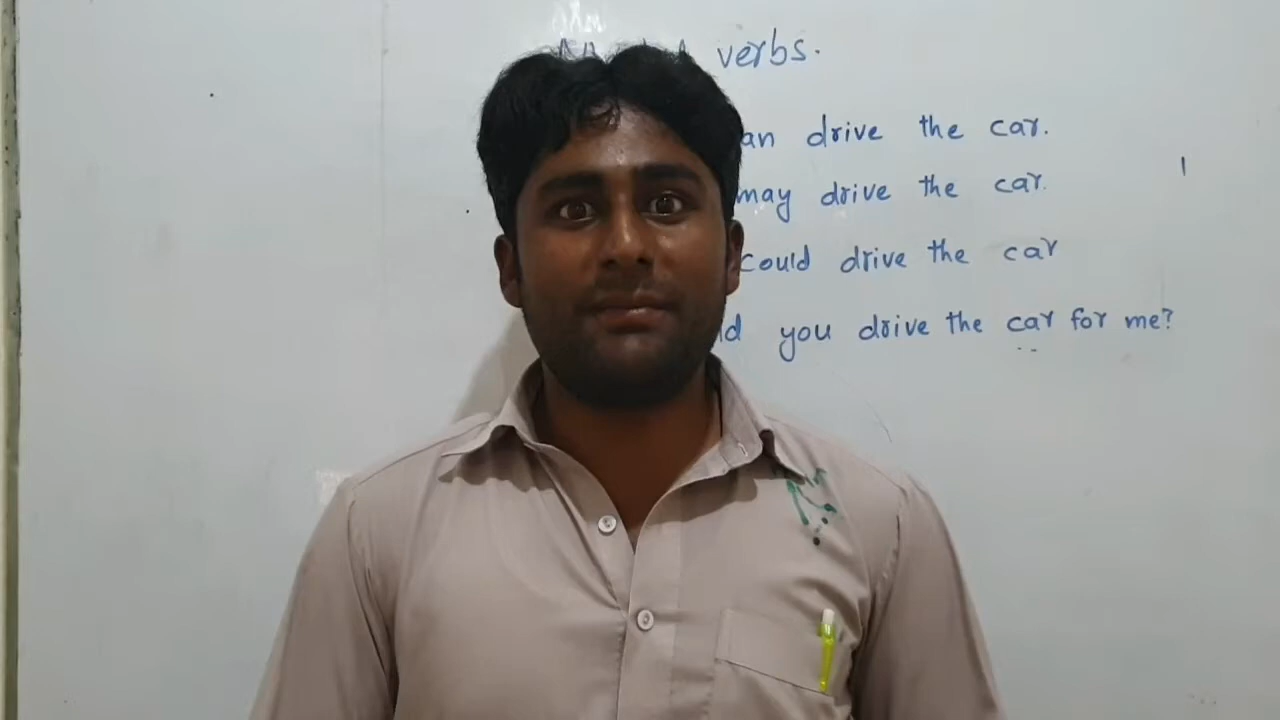 verbs.
an drive the car.
may drive the car.
could drive the car
ld you drive the car for me?